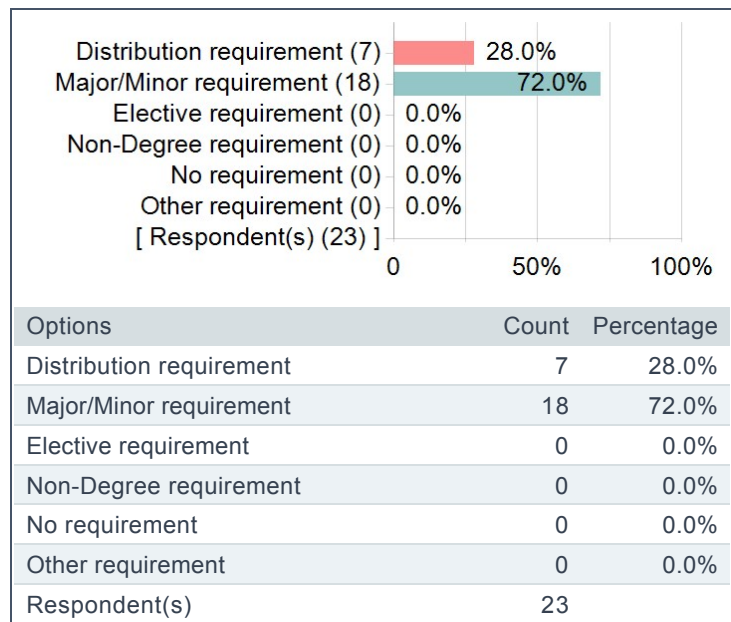 Distribution requirement (7) 28.0%
Major/Minor requirement (18) 72.0%
Elective requirement (0) 0.0%
Non-Degree requirement (0) 0.0%
No requirement (0) 0.0%
Other requirement (0) 0.0%
[ Respondent(s) (23) ]
0 50% 100%
Options Count Percentage
Distribution requirement 7 28.0%
Major/Minor requirement 18 72.0%
Elective requirement 0 0.0%
Non-Degree requirement 0 0.0%
No requirement 0 0.0%
Other requirement 0 0.0%
Respondent(s) 23